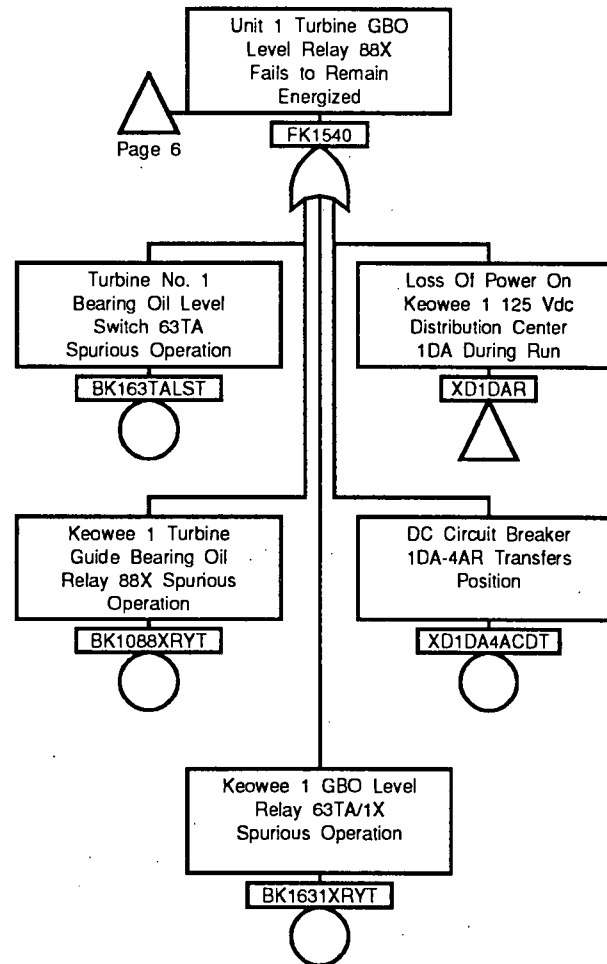 Unit 1 Turbine GBO
Level Relay 88X
Fails to Remain
Energized
Page 6
FK1540
Turbine No. 1
Bearing Oil Level
Switch 63TA
Spurious Operation
BK163TALST
Loss Of Power On
Keowee 1 125 Vdc
Distribution Center
1DA During Run
XD1DAR
Keowee 1 Turbine
Guide Bearing Oil
Relay 88X Spurious
Operation
BK1088XRYT
DC Circuit Breaker
1DA-4AR Transfers
Position
XD1DA4ACDT
Keowee 1 GBO Level
Relay 63TA/1X
Spurious Operation
BK1631XRYT